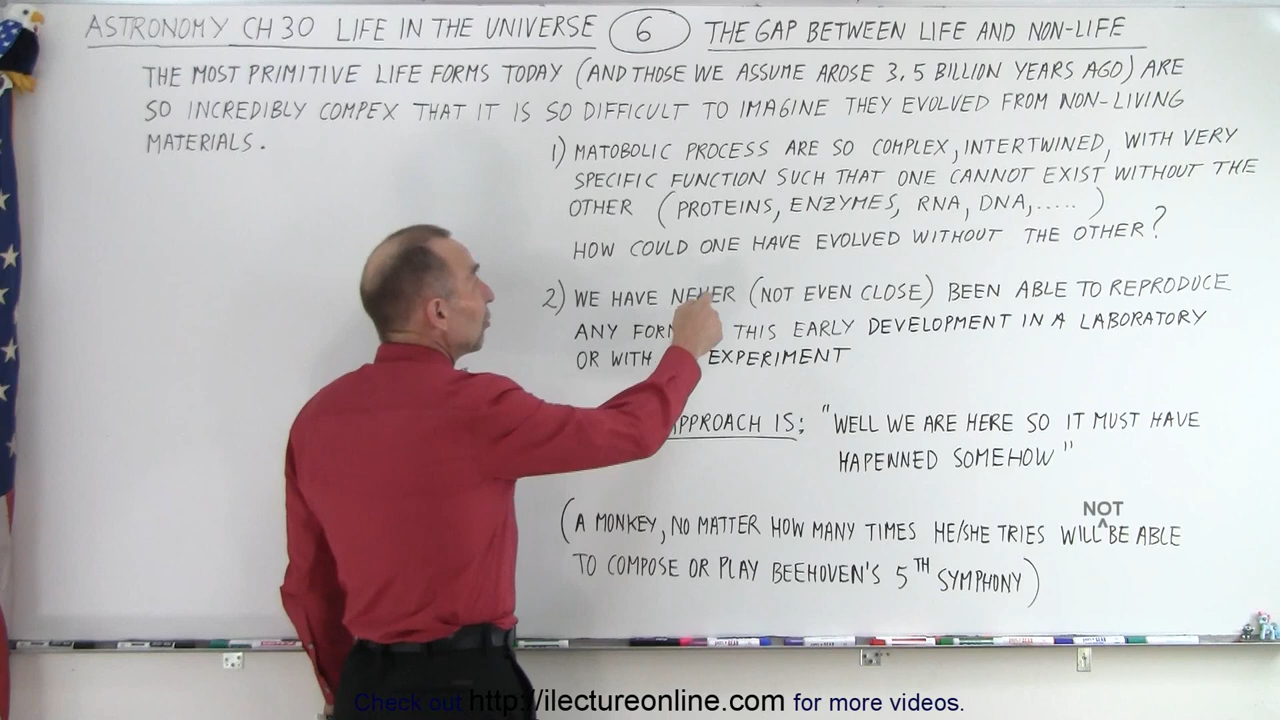 ASTRONOMY CH 30 LIFE IN THE UNIVERSE 6 THE GAP BETWEEN LIFE AND NON-LIFE
THE MOST PRIMITIVE LIFE FORMS TODAY (AND THOSE WE ASSUME AROSE 3.5 BILLION YEARS AGO) ARE
SO INCREDIBLY COMPEX THAT IT IS SO DIFFICULT TO IMAGINE THEY EVOLVED FROM NON-LIVING
MATERIALS.
1) MATOBOLIC PROCESS ARE SO COMPLEX, INTERTWINED, WITH VERY
SPECIFIC FUNCTION SUCH THAT ONE CANNOT EXIST WITHOUT THE
OTHER (PROTEINS, ENZYMES, RNA, DNA,.....)
HOW COULD ONE HAVE EVOLVED WITHOUT THE OTHER?
2) WE HAVE NEVER (NOT EVEN CLOSE) BEEN ABLE TO REPRODUCE
ANY THIS EARLY DEVELOPMENT IN A LABORATORY
OR WITH EXPERIMENT
APPROACH IS: "WELL WE ARE HERE SO IT MUST HAVE
HAPENNED SOMEHOW"
NOT
(A MONKEY, NO MATTER HOW MANY TIMES HE/SHE TRIES WILL^BE ABLE
TO COMPOSE OR PLAY BEEHOVEN'S 5TH SYMPHONY)
Check out http://ilectureonline.com for more videos.